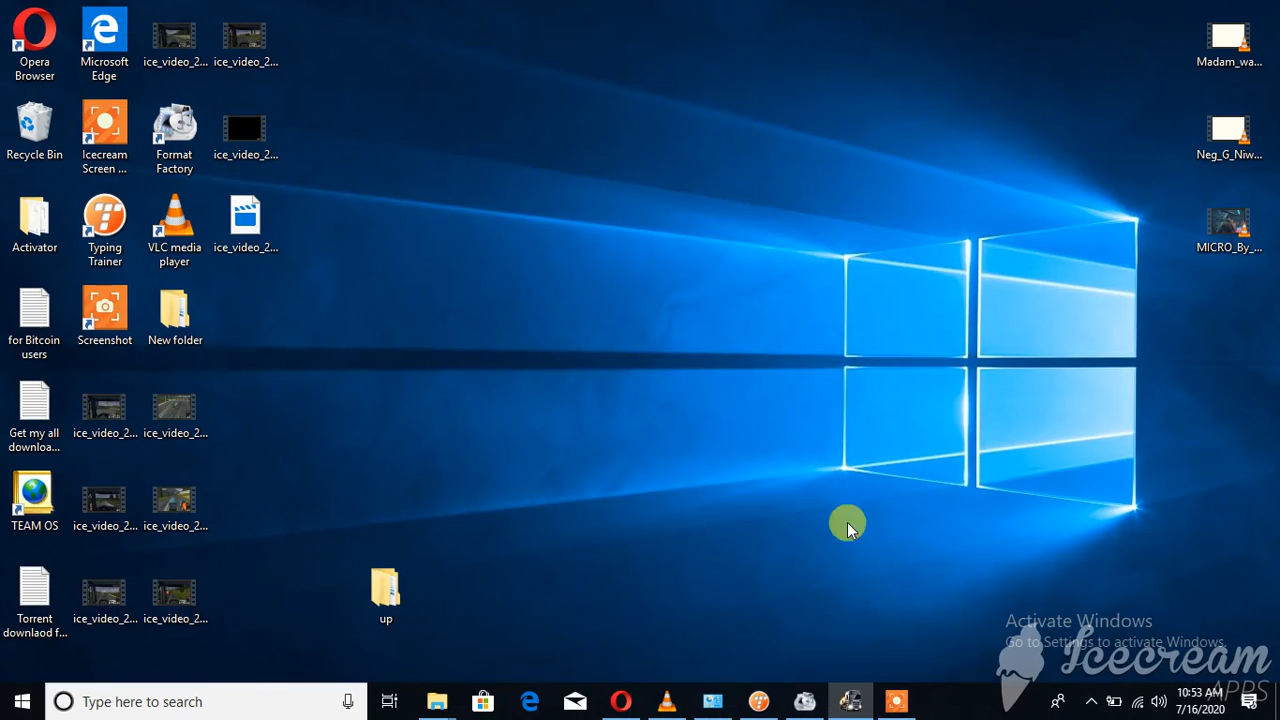 Opera
Browser
Microsoft
Edge
ice_video_2...
ice_video_2...
Madam_wa...
Recycle Bin
Icecream
Screen ...
Format
Factory
ice_video_2...
Neg_G_Niw...
Activator
Typing
Trainer
VLC media
player
ice_video_2...
MICRO_By_...
for Bitcoin
users
Screenshot
New folder
Get my all
downloa...
ice_video_2...
ice_video_2...
TEAM OS
ice_video_2...
ice_video_2...
Torrent
downlaod f...
ice_video_2...
ice_video_2...
up
Activate Windows
Go to Settings to activate Windows.
Icecream
APPS
Type here to search
:53 AM
7/16/2020